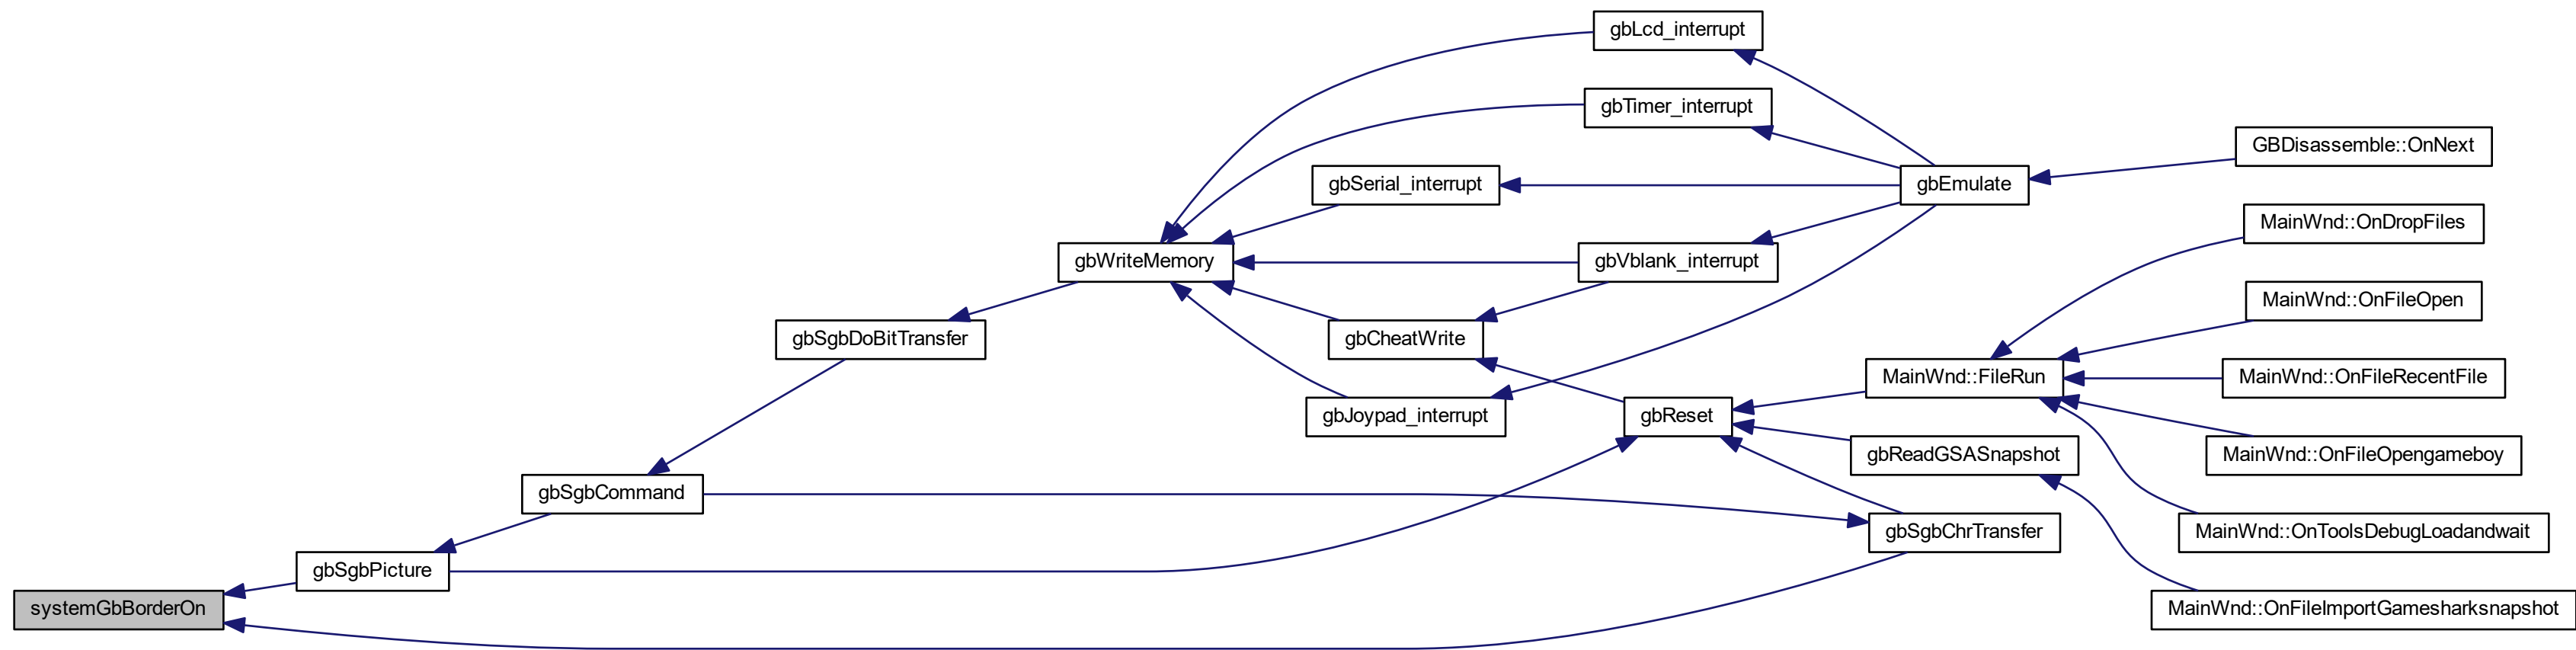 gbLcd_interrupt
gbTimer_interrupt
GBDisassemble::OnNext
gbSerial_interrupt
gbEmulate
MainWnd::OnDropFiles
gbWriteMemory
gbVblank_interrupt
MainWnd::OnFileOpen
gbSgbDoBitTransfer
gbCheatWrite
MainWnd::FileRun
MainWnd::OnFileRecentFile
gbJoypad_interrupt
gbReset
MainWnd::OnFileOpengameboy
gbReadGSASnapshot
gbSgbCommand
gbSgbChrTransfer
MainWnd::OnToolsDebugLoadandwait
gbSgbPicture
systemGbBorderOn
MainWnd::OnFileImportGamesharksnapshot